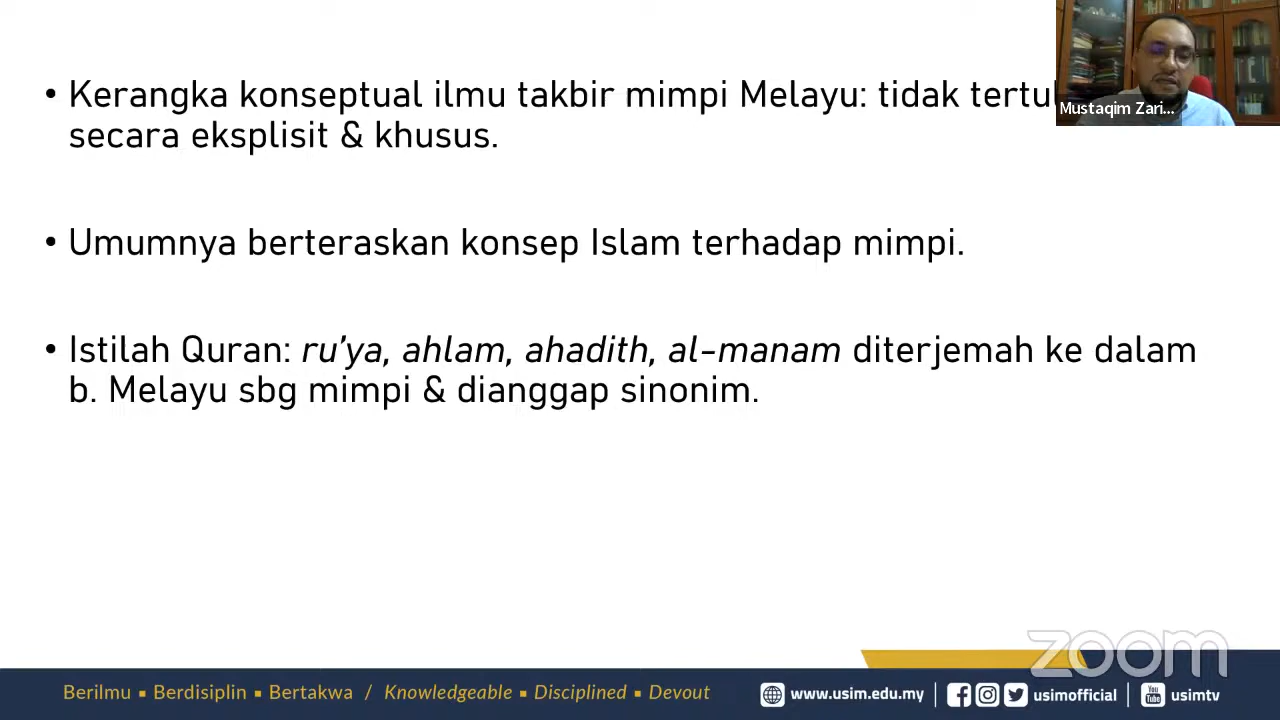 • Kerangka konseptual ilmu takbir mimpi Melayu: tidak
secara eksplisit & khusus.
• Umumnya berteraskan konsep Islam terhadap mimpi.
• Istilah Quran: ru’ya, ahlam, ahadith, al-manam diterjemah ke dalam
b. Melayu sbg mimpi & dianggap sinonim.
Mustaqim Zari...
zoom
Berilmu ▪ Berdisiplin ▪ Bertakwa / Knowledgeable ▪ Disciplined ▪ Devout
www.usim.edu.my | usimofficial | You Tube usimtv